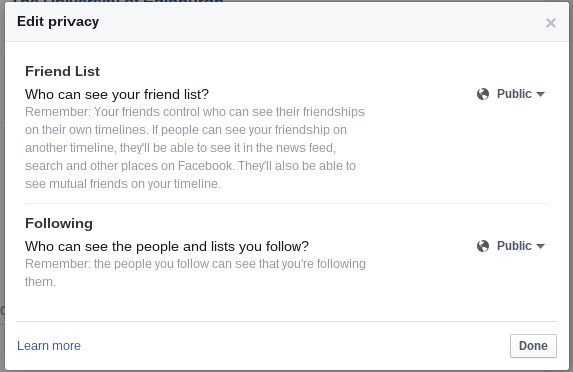 The University of Edinburgh
Edit privacy
Friend List
Who can see your friend list?
Public
Remember: Your friends control who can see their friendships
on their own timelines. If people can see your friendship on
another timeline, they'll be able to see it in the news feed,
search and other places on Facebook. They'll also be able to
see mutual friends on your timeline.
Following
Who can see the people and lists you follow?
Public
Remember: the people you follow can see that you're following
them.
Learn more
Done